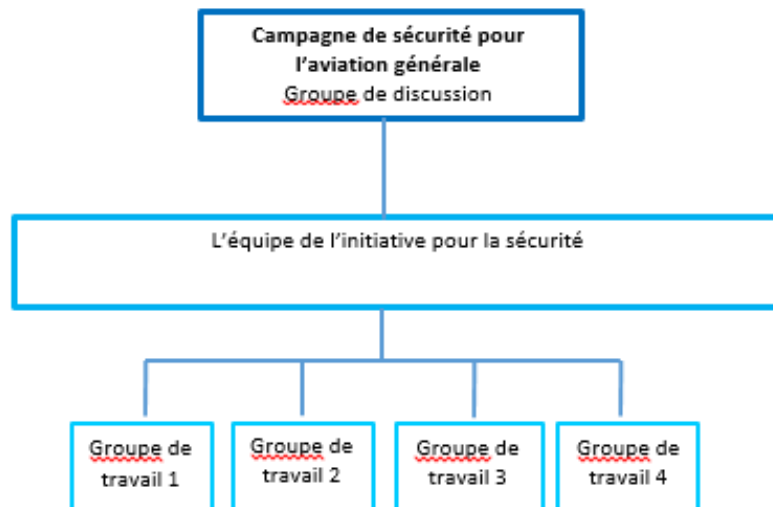 Campagne de sécurité pour
l'aviation générale
Groupe de discussion
L'équipe de l'initiative pour la sécurité
Groupe de
travail 1
Groupe de
travail 2
Groupe de
travail 3
Groupe de
travail 4